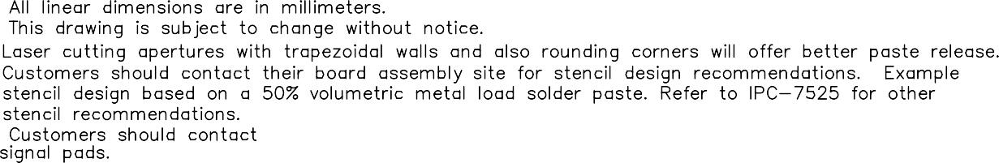 All linear dimensions are in millimeters.
This drawing is subject to change without notice.
Laser cutting apertures with trapezoidal walls and also rounding corners will offer better paste release.
Customers should contact their board assembly site for stencil design recommendations. Example
stencil design based on a 50% volumetric metal load solder paste. Refer to IPC-7525 for other
stencil recommendations.
Customers should contact
signal pads.